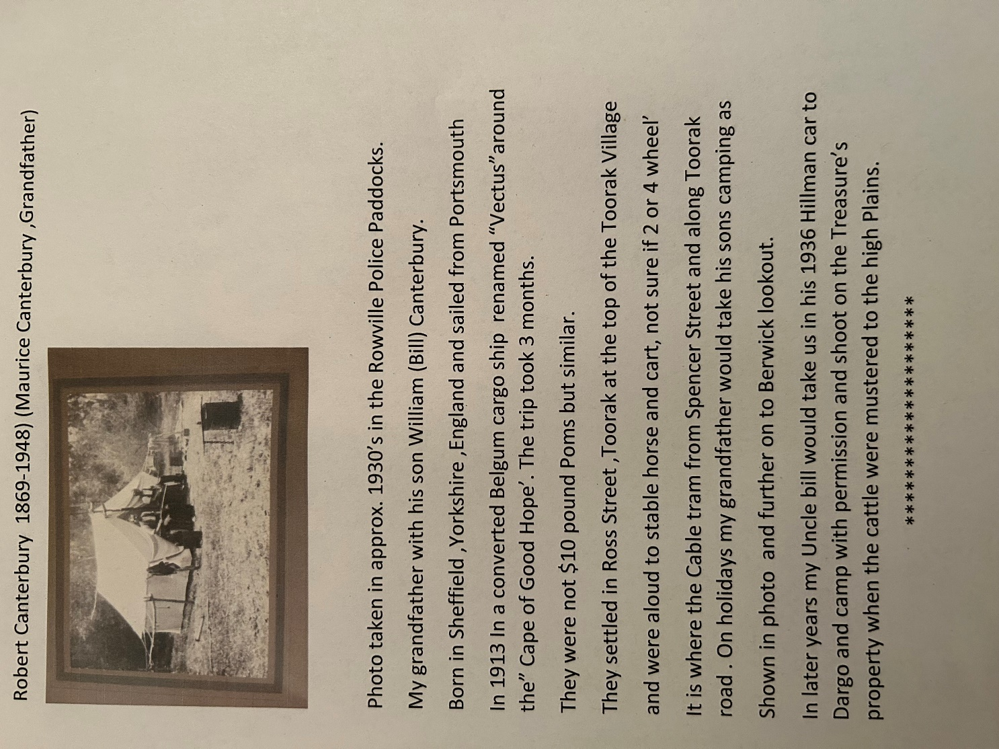 Robert Canterbury 1869-1948) (Maurice Canterbury ,Grandfather)
Photo taken in approx. 1930's in the Rowville Police Paddocks.
My grandfather with his son William (Bill) Canterbury.
Born in Sheffield ,Yorkshire ,England and sailed from Portsmouth
In 1913 In a converted Belgum cargo ship renamed "Vectus"around
the" Cape of Good Hope'. The trip took 3 months.
They were not $10 pound Poms but similar.
They settled in Ross Street ,Toorak at the top of the Toorak Village
and were aloud to stable horse and cart, not sure if 2 or 4 wheel'
It is where the Cable tram from Spencer Street and along Toorak
road . On holidays my grandfather would take his sons camping as
Shown in photo and further on to Berwick lookout.
In later years my Uncle bill would take us in his 1936 Hillman car to
Dargo and camp with permission and shoot on the Treasure's
property when the cattle were mustered to the high Plains.
************************